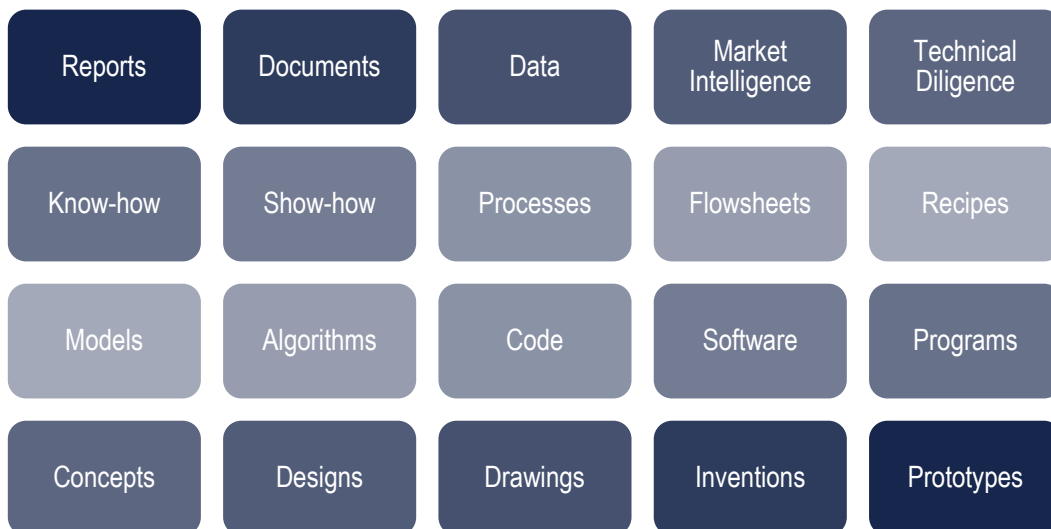 Reports
Documents
Data
Market
Intelligence
Technical
Diligence
Know-how
Show-how
Processes
Flowsheets
Recipes
Models
Algorithms
Code
Software
Programs
Concepts
Designs
Drawings
Inventions
Prototypes